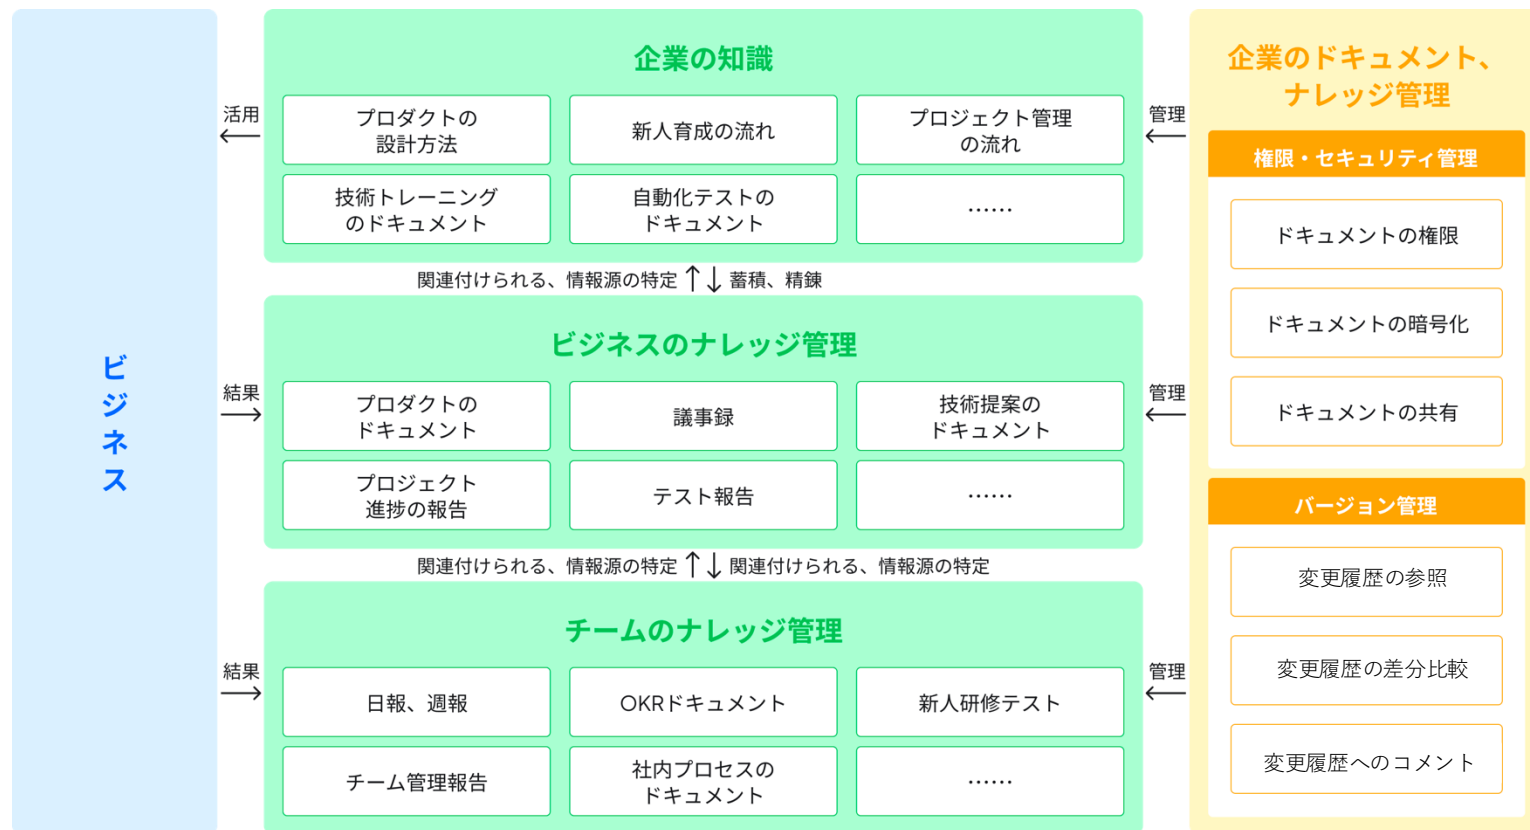 ビジネス
活用
結果
結果
企業の知識
プロダクトの
設計方法
新人育成の流れ
プロジェクト管理
の流れ
技術トレーニング
のドキュメント
自動化テストの
ドキュメント
……
関連付けられる、情報源の特定
蓄積、精錬
ビジネスのナレッジ管理
プロダクトの
ドキュメント
議事録
技術提案の
ドキュメント
プロジェクト
進捗の報告
テスト報告
……
関連付けられる、情報源の特定
関連付けられる、情報源の特定
チームのナレッジ管理
日報、週報
OKRドキュメント
新人研修テスト
チーム管理報告
社内プロセスの
ドキュメント
……
管理
管理
管理
企業のドキュメント、
ナレッジ管理
権限・セキュリティ管理
ドキュメントの権限
ドキュメントの暗号化
ドキュメントの共有
バージョン管理
変更履歴の参照
変更履歴の差分比較
変更履歴へのコメント